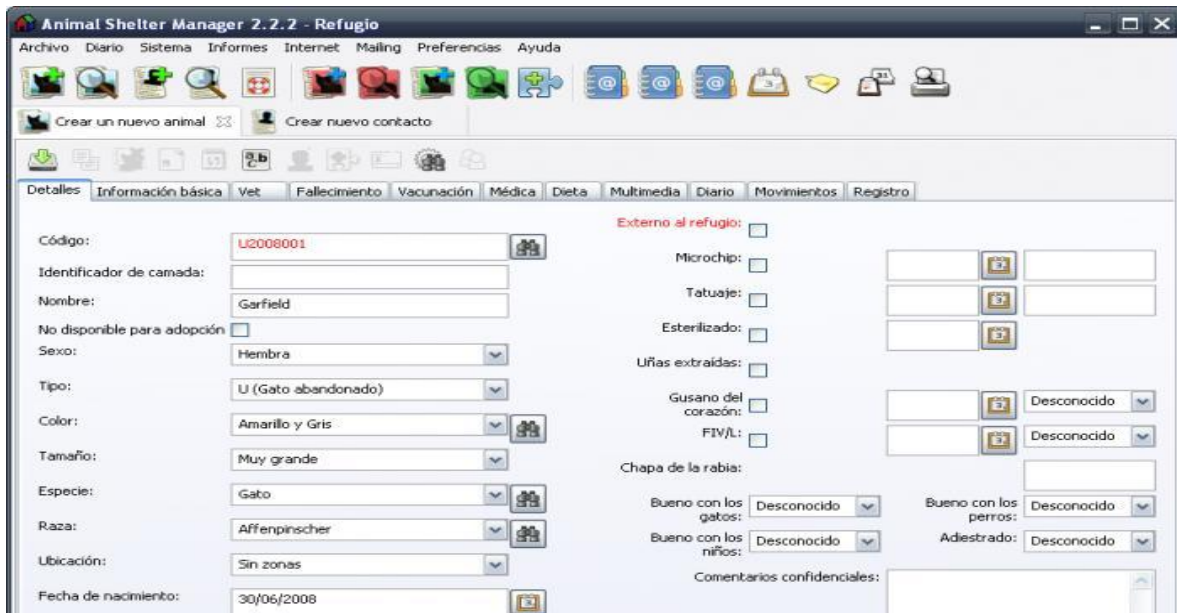 Animal Shelter Manager 2.2.2 - Refugio
Archivo Diario Sistema Informes Internet Mailing Preferencias Ayuda
Crear un nuevo animal Crear nuevo contacto
Detalles Información básica Vet Fallecimiento Vacunación Médica Dieta Multimedia Diario Movimientos Registro
Código: U2008001
Identificador de camada:
Nombre: Garfield
No disponible para adopción
Sexo: Hembra
Tipo: U (Gato abandonado)
Color: Amarillo y Gris
Tamaño: Muy grande
Especie: Gato
Raza: Affenpinscher
Ubicación: Sin zonas
Fecha de nacimiento: 30/06/2008
Externo al refugio:
Microchip:
Tatuaje:
Esterilizado:
Uñas extraídas:
Gusano del
corazón: Desconocido
FIV/L: Desconocido
Chapa de la rabia:
Bueno con los
gatos: Desconocido
Bueno con los
perros: Desconocido
Bueno con los
niños: Desconocido
Adiestrado: Desconocido
Comentarios confidenciales: